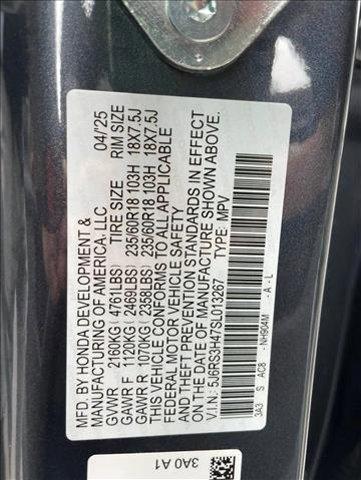 MFD. BY HONDA DEVELOPMENT & 04/'25
MANUFACTURING OF AMERICA, LLC
TIRE SIZE RIM SIZE
GVWR 2160KG (4761LBS)
GAWR F 1120KG (2469LBS) 235/60R18 103H 18X7.5J
GAWR R 1070KG (2358LBS) 235/60R18 103H 18X7.5J
THIS VEHICLE CONFORMS TO ALL APPLICABLE
FEDERAL MOTOR VEHICLE SAFETY
AND THEFT PREVENTION STANDARDS IN EFFECT
ON THE DATE OF MANUFACTURE SHOWN ABOVE.
V.I.N.: 5J6RS3H47SL013267 TYPE: MPV
3A3 S AC8 -NH904M -A-L
3A0 A1